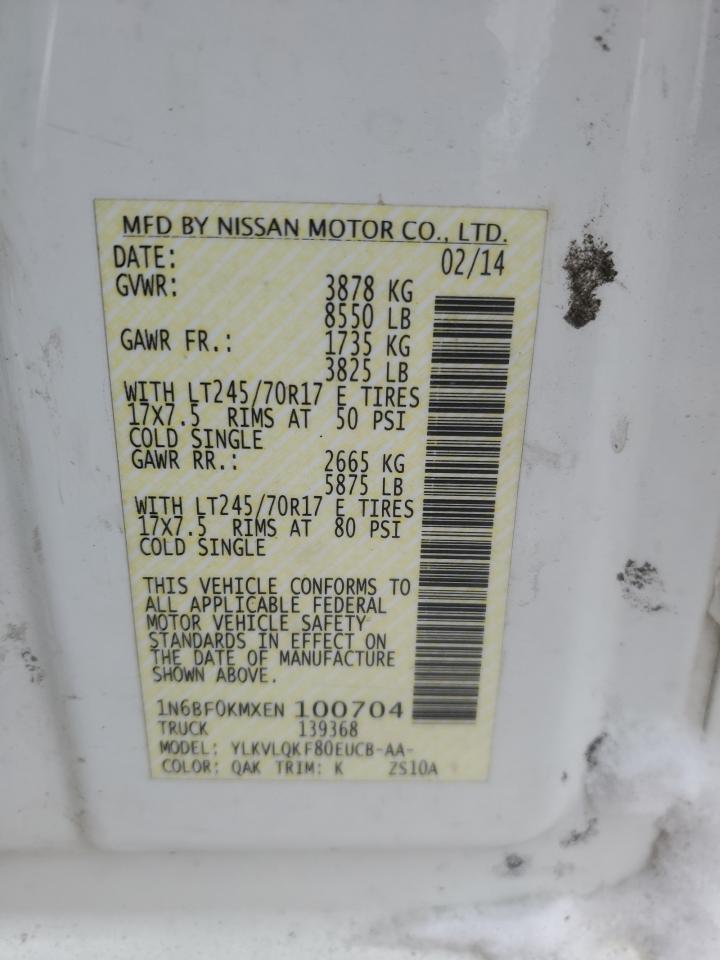 MFD BY NISSAN MOTOR CO., LTD.
DATE: 02/14
GVWR: 3878 KG
8550 LB
GAWR FR.: 1735 KG
3825 LB
WITH LT245/70R17 E TIRES
17X7.5 RIMS AT 50 PSI
COLD SINGLE
GAWR RR.: 2665 KG
5875 LB
WITH LT245/70R17 E TIRES
17X7.5 RIMS AT 80 PSI
COLD SINGLE
THIS VEHICLE CONFORMS TO
ALL APPLICABLE FEDERAL
MOTOR VEHICLE SAFETY
STANDARDS IN EFFECT ON
THE DATE OF MANUFACTURE
SHOWN ABOVE.
1N6BF0KMXEN 100704
TRUCK 139368
MODEL: YLKVLQKF80EUCB-AA-
COLOR: QAK TRIM: K ZS10A